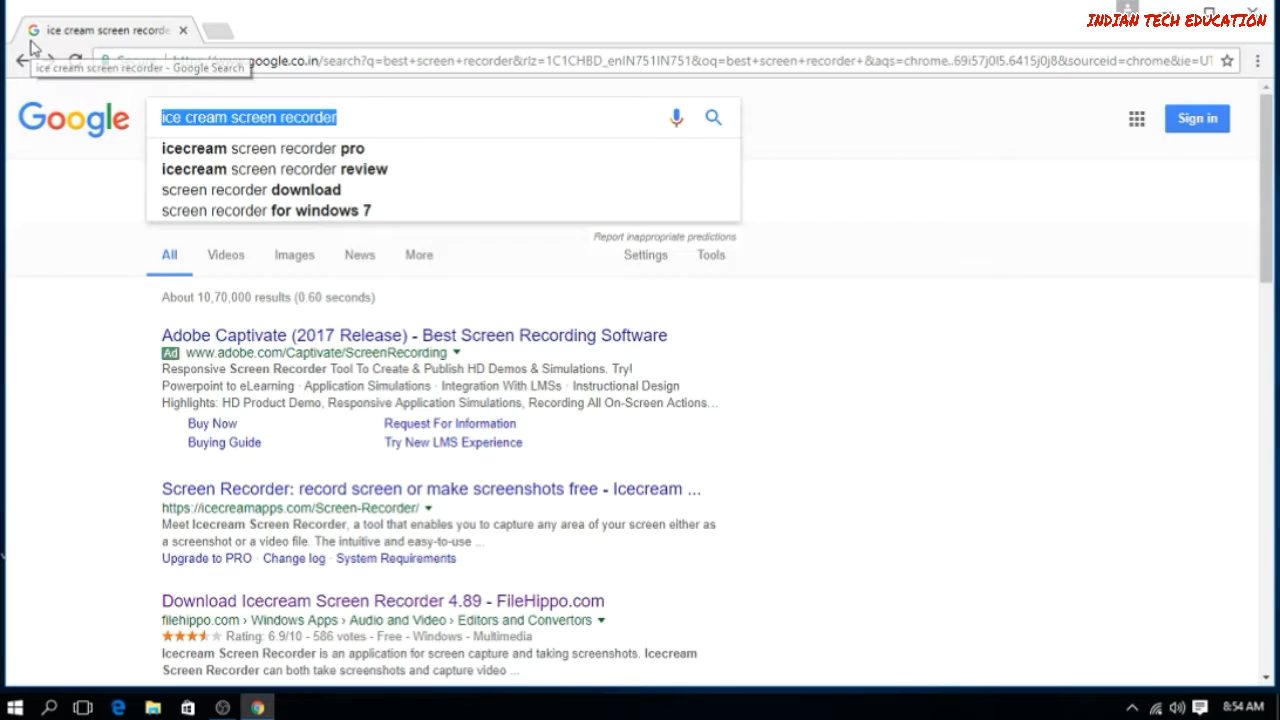 INDIAN TECH EDUCATION
ice cream screen recorde
google.co.in/search?q=best+screen+recorder&rlz=1C1CHBD_enIN751IN751&oq=best+screen+recorder+&aqs=chrome..69i57j0l5.6415j0j8&sourceid=chrome&ie=UT
ice cream screen recorder - Google Search
Google
ice cream screen recorder
Sign in
icecream screen recorder pro
icecream screen recorder review
screen recorder download
screen recorder for windows 7
Report inappropriate predictions
All Videos Images News More Settings Tools
About 10,70,000 results (0.60 seconds)
Adobe Captivate (2017 Release) - Best Screen Recording Software
Ad www.adobe.com/Captivate/ScreenRecording
Responsive Screen Recorder Tool To Create & Publish HD Demos & Simulations. Try!
Powerpoint to eLearning · Application Simulations · Integration With LMSs · Instructional Design
Highlights: HD Product Demo, Responsive Application Simulations, Recording All On-Screen Actions…
Buy Now Request For Information
Buying Guide Try New LMS Experience
Screen Recorder: record screen or make screenshots free - Icecream ...
https://icecreamapps.com/Screen-Recorder/
Meet Icecream Screen Recorder, a tool that enables you to capture any area of your screen either as
a screenshot or a video file. The intuitive and easy-to-use ...
Upgrade to PRO · Change log · System Requirements
Download Icecream Screen Recorder 4.89 - FileHippo.com
filehippo.com › Windows Apps › Audio and Video › Editors and Convertors
Rating: 6.9/10 - 586 votes - Free - Windows - Multimedia
Icecream Screen Recorder is an application for screen capture and taking screenshots. Icecream
Screen Recorder can both take screenshots and capture video ...
8:54 AM